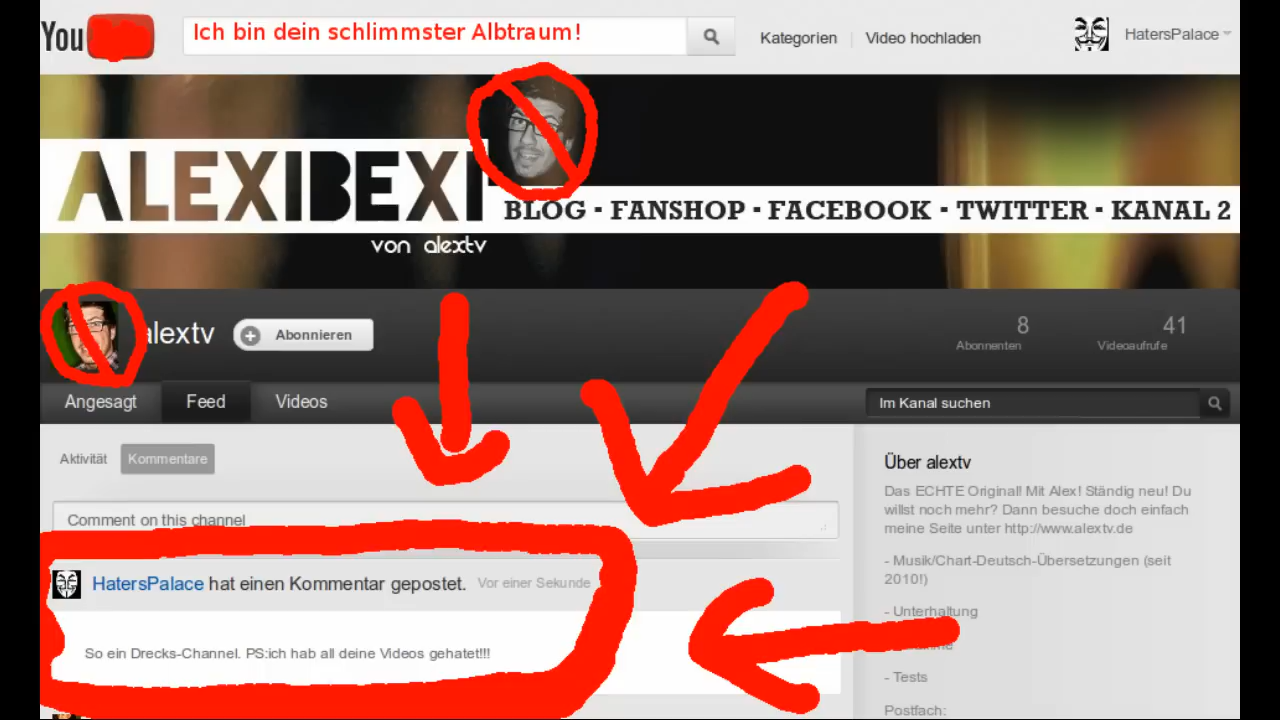 You
Ich bin dein schlimmster Albtraum!
Kategorien
Video hochladen
HatersPalace
ALEXIBEXI
BLOG - FANSHOP - FACEBOOK - TWITTER - KANAL 2
von alextv
alextv
Abonnieren
8
Abonnenten
41
Videoaufrufe
Angesagt
Feed
Videos
Im Kanal suchen
Aktivität
Kommentare
Comment on this channel
HatersPalace hat einen Kommentar gepostet. Vor einer Sekunde
So ein Drecks-Channel. PS:ich hab all deine Videos gehatet!!!
Über alextv
Das ECHTE Original! Mit Alex! Ständig neu! Du
willst noch mehr? Dann besuche doch einfach
meine Seite unter http://www.alextv.de
- Musik/Chart-Deutsch-Übersetzungen (seit
2010!)
- Unterhaltung
- Tests
Postfach: